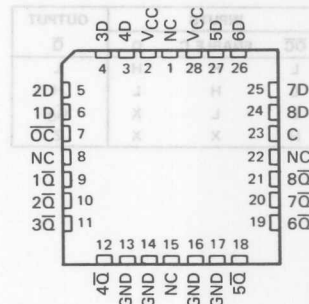 3D 4D VCC NC VCC 5D 6D
4 3 2 1 28 27 26
2D 5 25 7D
1D 6 24 8D
O̅C̅ 7 23 C
NC 8 22 NC
1Q̅ 9 21 8Q̅
2Q̅ 10 20 7Q̅
3Q̅ 11 19 6Q̅
12 13 14 15 16 17 18
4Q̅ GND GND NC GND GND 5Q̅